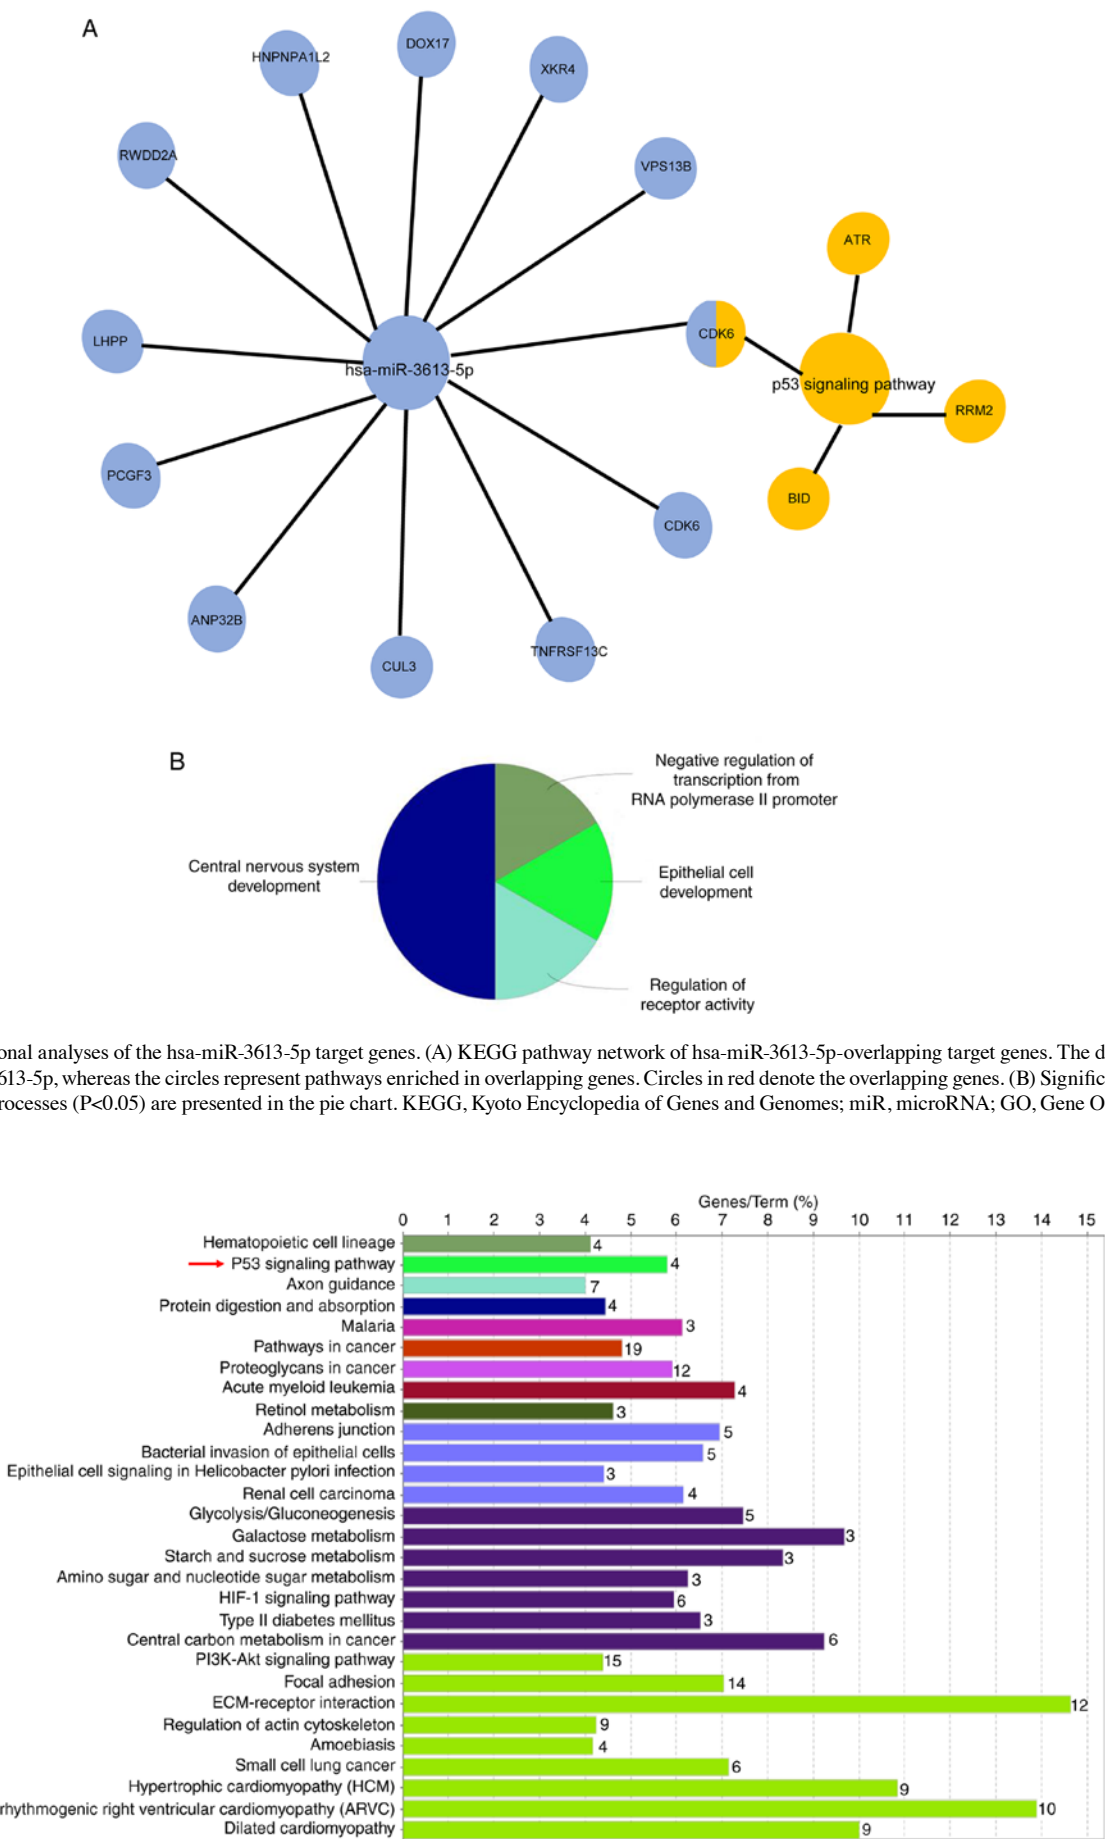 A
HNPNPA1L2
DOX17
XKR4
RWDD2A
VPS13B
ATR
LHPP
hsa-miR-3613-5p
CDK6
p53 signaling pathway
RRM2
PCGF3
BID
CDK6
ANP32B
CUL3
TNFRSF13C
B
Negative regulation of
transcription from
RNA polymerase II promoter
Central nervous system
development
Epithelial cell
development
Regulation of
receptor activity
onal analyses of the hsa-miR-3613-5p target genes. (A) KEGG pathway network of hsa-miR-3613-5p-overlapping target genes. The d
613-5p, whereas the circles represent pathways enriched in overlapping genes. Circles in red denote the overlapping genes. (B) Signific
rocesses (P<0.05) are presented in the pie chart. KEGG, Kyoto Encyclopedia of Genes and Genomes; miR, microRNA; GO, Gene O
Genes/Term (%)
0 1 2 3 4 5 6 7 8 9 10 11 12 13 14 15
Hematopoietic cell lineage 4
P53 signaling pathway 4
Axon guidance 7
Protein digestion and absorption 4
Malaria 3
Pathways in cancer 19
Proteoglycans in cancer 12
Acute myeloid leukemia 4
Retinol metabolism 3
Adherens junction 5
Bacterial invasion of epithelial cells 5
Epithelial cell signaling in Helicobacter pylori infection 3
Renal cell carcinoma 4
Glycolysis/Gluconeogenesis 5
Galactose metabolism 3
Starch and sucrose metabolism 3
Amino sugar and nucleotide sugar metabolism 3
HIF-1 signaling pathway 6
Type II diabetes mellitus 3
Central carbon metabolism in cancer 6
PI3K-Akt signaling pathway 15
Focal adhesion 14
ECM-receptor interaction 12
Regulation of actin cytoskeleton 9
Amoebiasis 4
Small cell lung cancer 6
Hypertrophic cardiomyopathy (HCM) 9
rhythmogenic right ventricular cardiomyopathy (ARVC) 10
Dilated cardiomyopathy 9